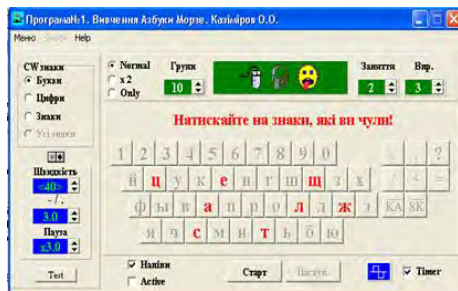 Програма№1. Вивчення Азбуки Морзе. Казіміров О.О.
Меню Help
CW знаки
Букви
Цифри
Знаки
Усі знаки
Швидкість
<40>
- / .
3.0
Пауза
x3.0
Test
Normal
x 2
Only
Групи
10
Заняття
2
Впр.
3
Натискайте на знаки, які ви чули!
1 2 3 4 5 6 7 8 9 0 . ?
й ц у к е н г ш щ з х / + =
ф ы в а п р о л д ж э KA SK
я ч с м и т ь б ю
Active
Старт
Наступ.
Timer